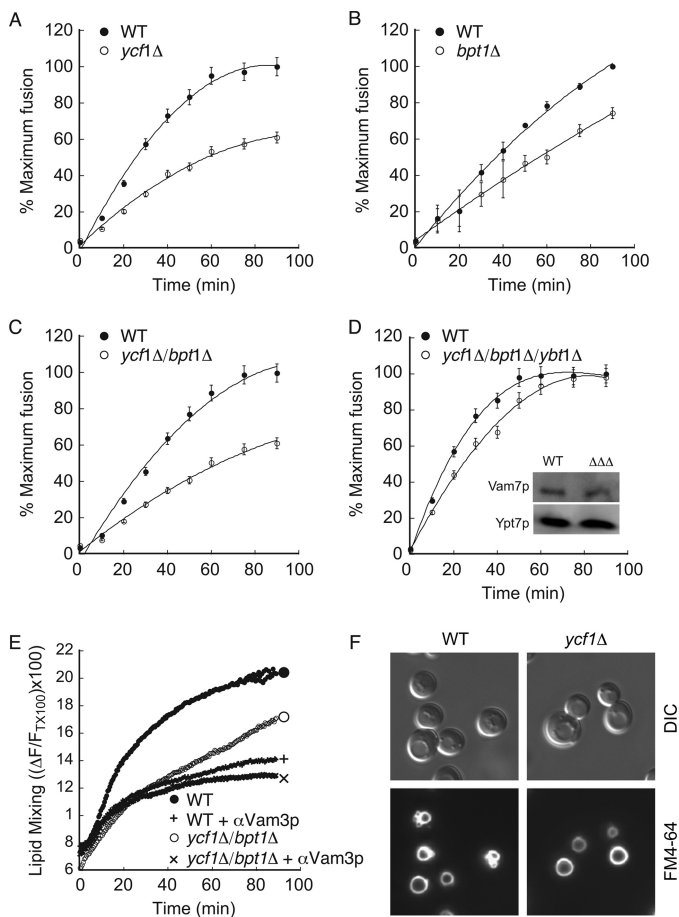 A
WT
ycf1Δ
% Maximum fusion
120
100
80
60
40
20
0
0 20 40 60 80 100
Time (min)
B
WT
bpt1Δ
% Maximum fusion
120
100
80
60
40
20
0
0 20 40 60 80 100
Time (min)
C
WT
ycf1Δ/bpt1Δ
% Maximum fusion
120
100
80
60
40
20
0
0 20 40 60 80 100
Time (min)
D
WT
ycf1Δ/bpt1Δ/ybt1Δ
% Maximum fusion
120
100
80
60
40
20
0
0 20 40 60 80 100
Time (min)
WT ΔΔΔ
Vam7p
Ypt7p
E
Lipid Mixing ((ΔF/FTX100)x100)
22
20
18
16
14
12
10
8
6
0 20 40 60 80 100
Time (min)
WT
+ WT + αVam3p
ycf1Δ/bpt1Δ
× ycf1Δ/bpt1Δ + αVam3p
F
WT ycf1Δ
DIC
FM4-64